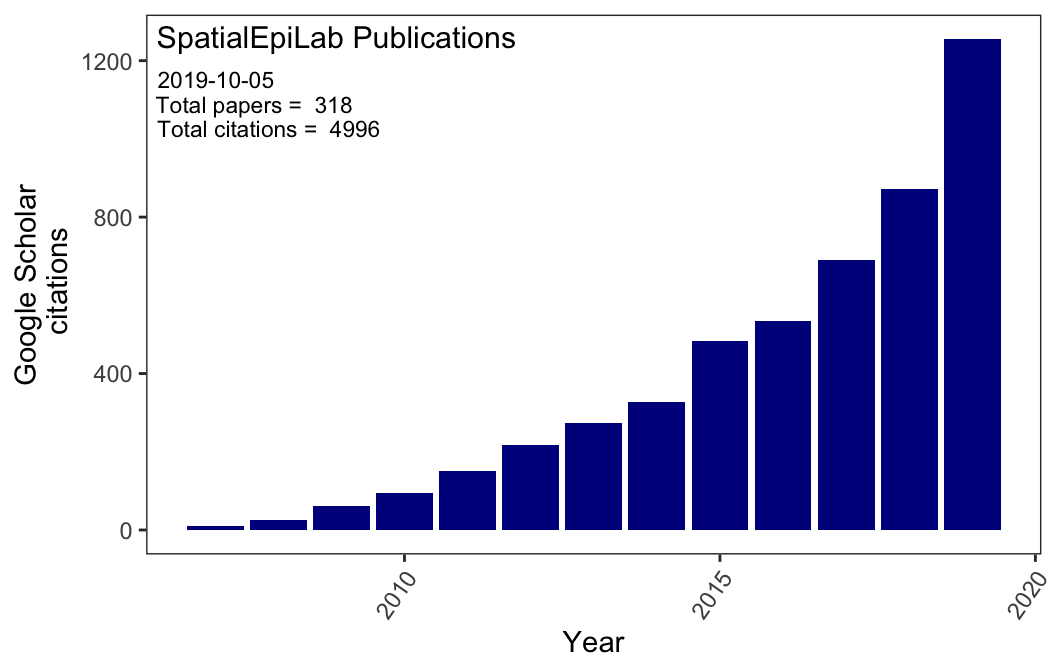 SpatialEpiLab Publications
2019-10-05
Total papers = 318
Total citations = 4996
Google Scholar
citations
1200
800
400
0
2010
2015
2020
Year